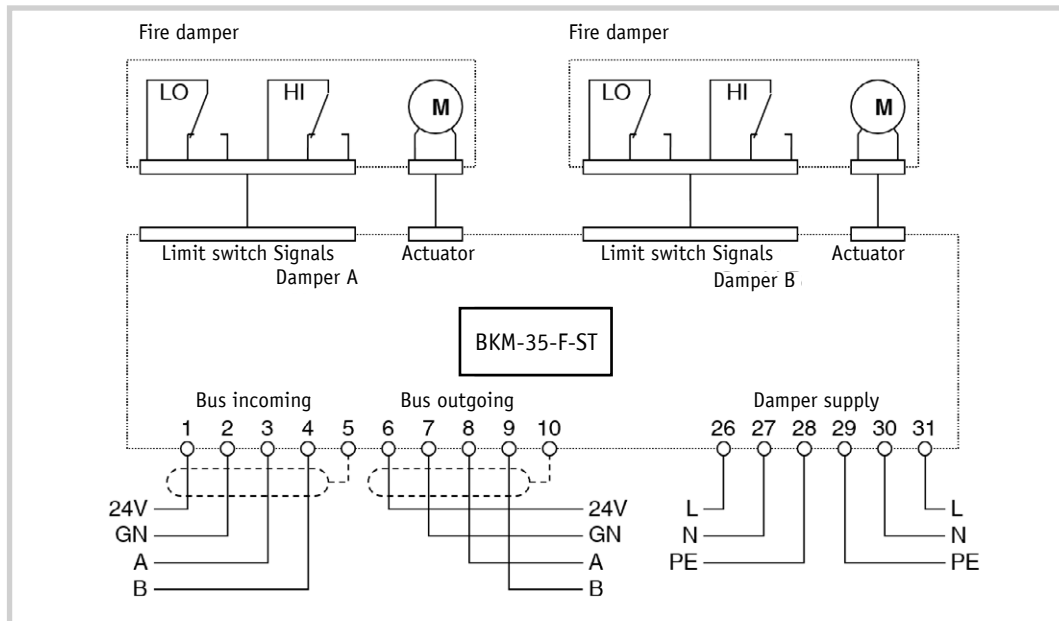 Fire damper Fire damper
LO HI M LO HI M
Limit switch Signals Actuator Limit switch Signals Actuator
Damper A Damper B
BKM-35-F-ST
Bus incoming Bus outgoing Damper supply
1 2 3 4 5 6 7 8 9 10 26 27 28 29 30 31
24V 24V L L
GN GN N N
A A PE PE
B B